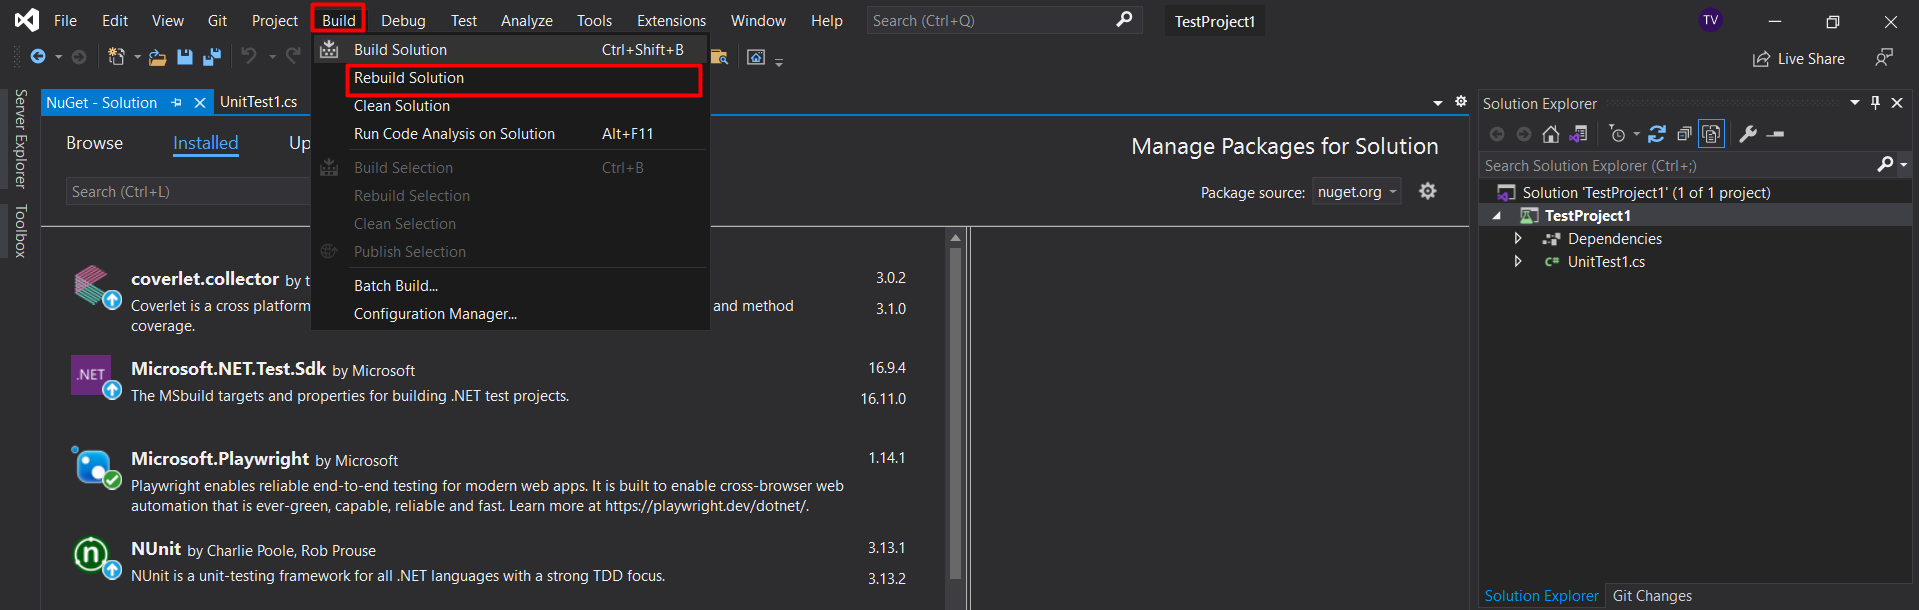 File Edit View Git Project Build Debug Test Analyze Tools Extensions Window Help Search (Ctrl+Q) TestProject1 TV
Build Solution Ctrl+Shift+B
Live Share
Rebuild Solution
Clean Solution
Run Code Analysis on Solution Alt+F11
Build Selection Ctrl+B
Rebuild Selection
Clean Selection
Publish Selection
Batch Build...
Configuration Manager...
Server Explorer
Toolbox
NuGet - Solution UnitTest1.cs
Browse Installed Up
Manage Packages for Solution
Search (Ctrl+L)
Package source: nuget.org
coverlet.collector by t 3.0.2
Coverlet is a cross platform and method 3.1.0
coverage.
.NET
Microsoft.NET.Test.Sdk by Microsoft 16.9.4
The MSbuild targets and properties for building .NET test projects. 16.11.0
Microsoft.Playwright by Microsoft 1.14.1
Playwright enables reliable end-to-end testing for modern web apps. It is built to enable cross-browser web
automation that is ever-green, capable, reliable and fast. Learn more at https://playwright.dev/dotnet/.
n
NUnit by Charlie Poole, Rob Prouse 3.13.1
NUnit is a unit-testing framework for all .NET languages with a strong TDD focus. 3.13.2
Solution Explorer
Search Solution Explorer (Ctrl+;)
Solution 'TestProject1' (1 of 1 project)
TestProject1
Dependencies
C# UnitTest1.cs
Solution Explorer Git Changes